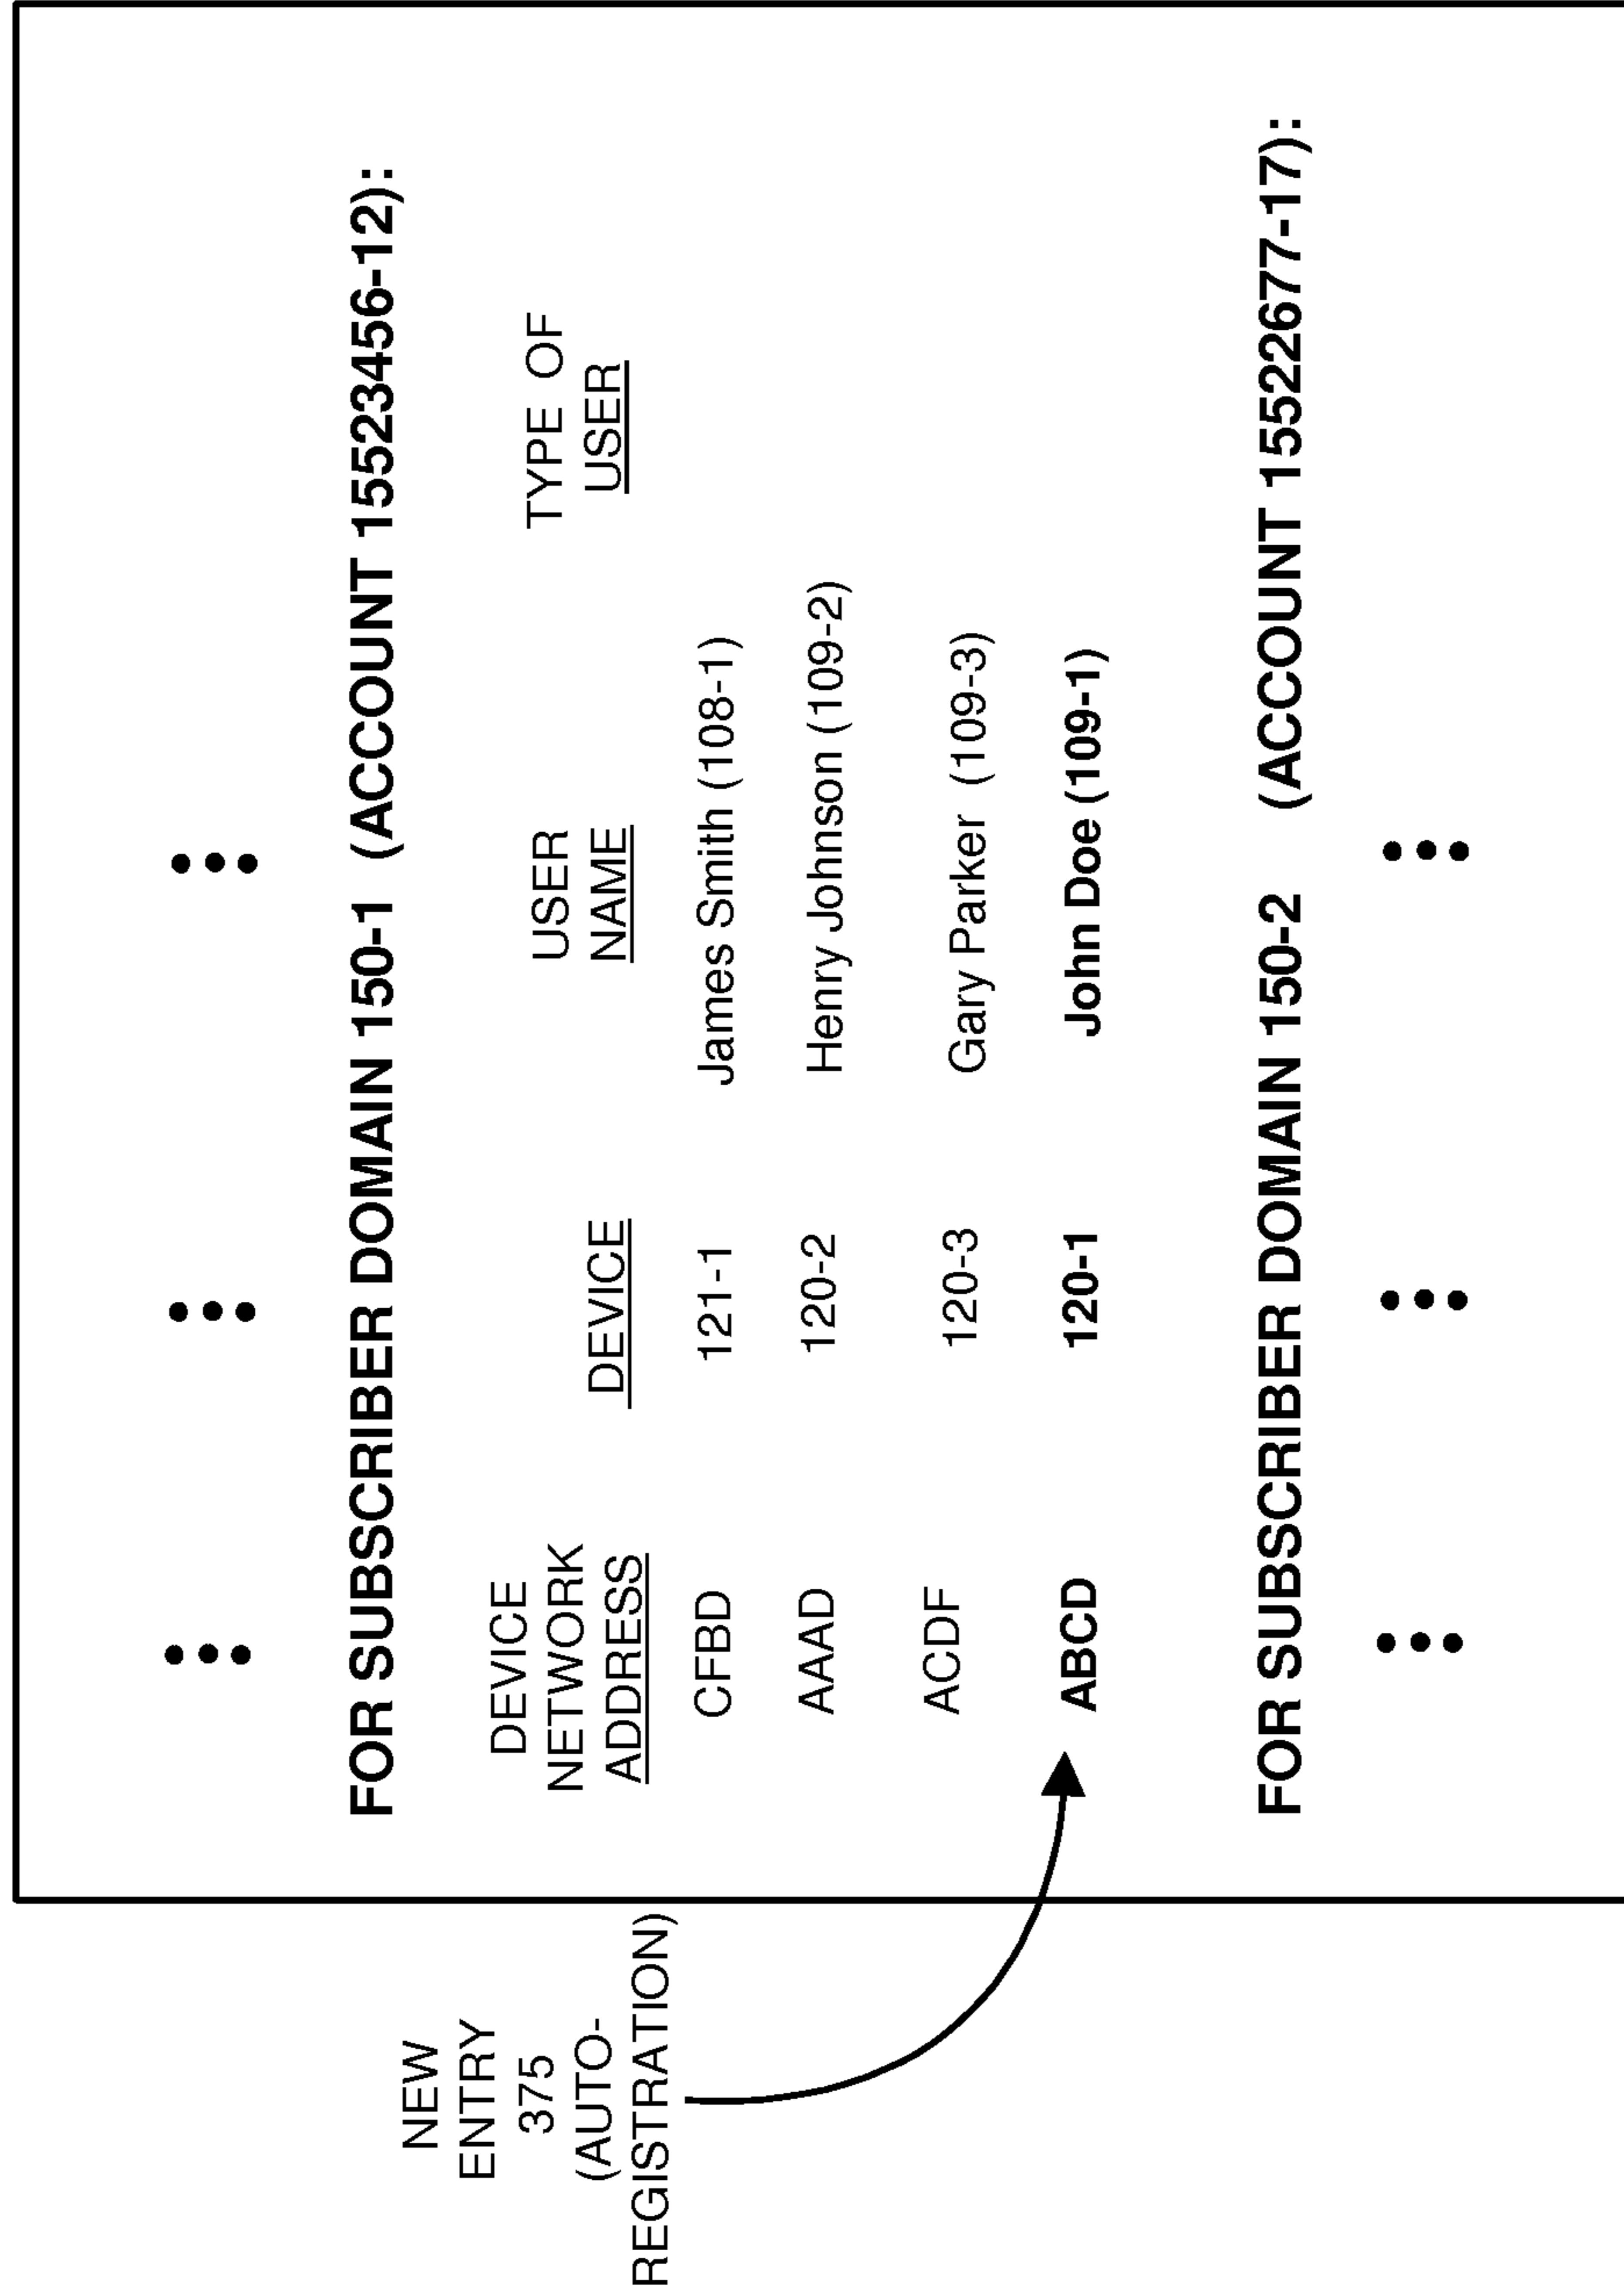 NEW
ENTRY
375
(AUTO-
REGISTRATION)
FOR SUBSCRIBER DOMAIN 150-1 (ACCOUNT 15523456-12):
DEVICE
NETWORK
ADDRESS
DEVICE
USER
NAME
TYPE OF
USER
CFBD 121-1 James Smith (108-1)
AAAD 120-2 Henry Johnson (109-2)
ACDF 120-3 Gary Parker (109-3)
ABCD 120-1 John Doe (109-1)
FOR SUBSCRIBER DOMAIN 150-2 (ACCOUNT 15522677-17):